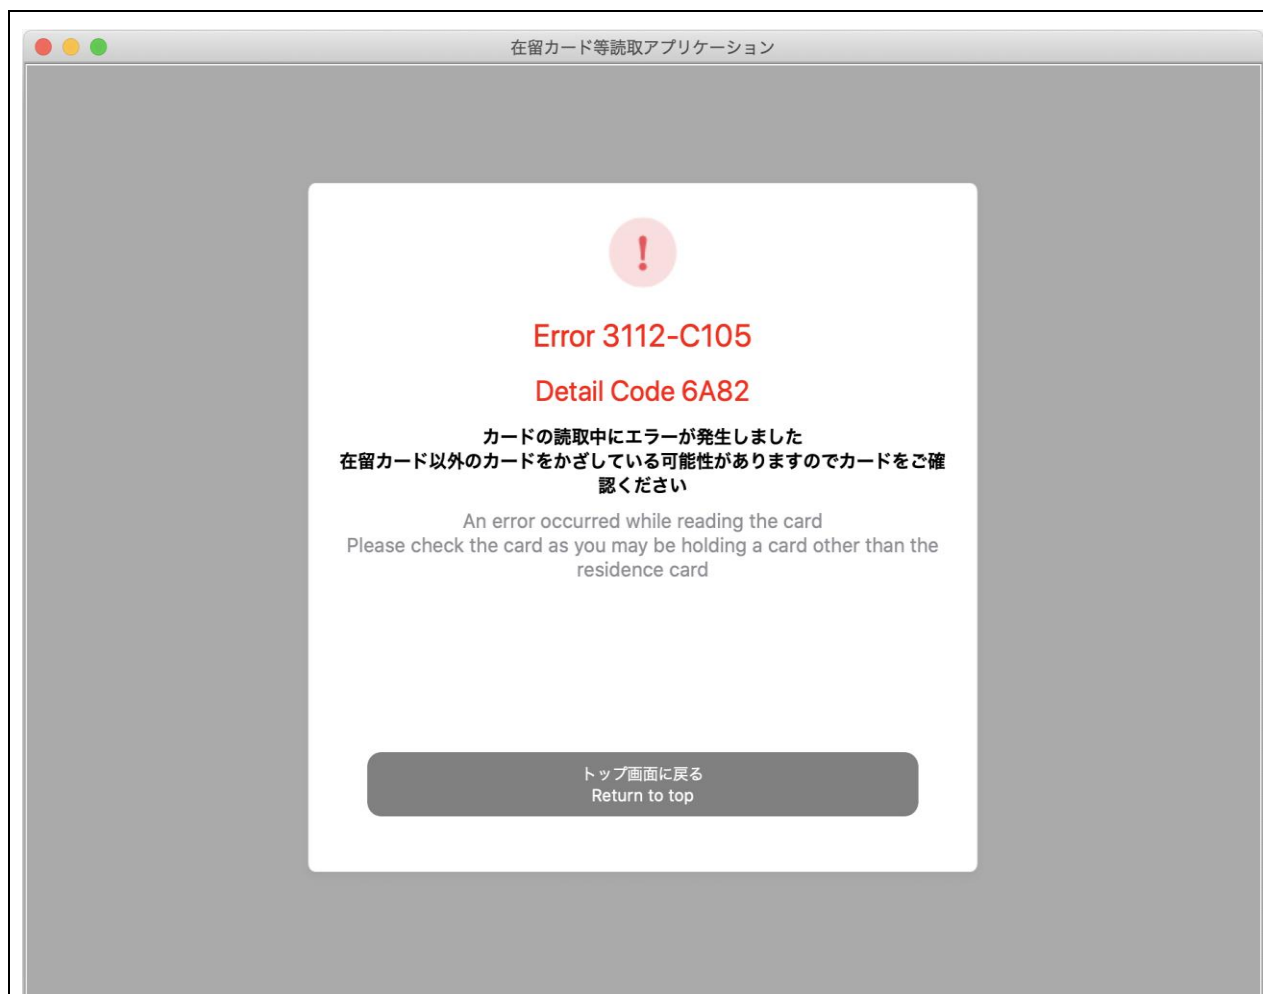 在留カード等読取アプリケーション
!
Error 3112-C105
Detail Code 6A82
カードの読取中にエラーが発生しました
在留カード以外のカードをかざしている可能性がありますのでカードをご確
認ください
An error occurred while reading the card
Please check the card as you may be holding a card other than the
residence card
トップ画面に戻る
Return to top